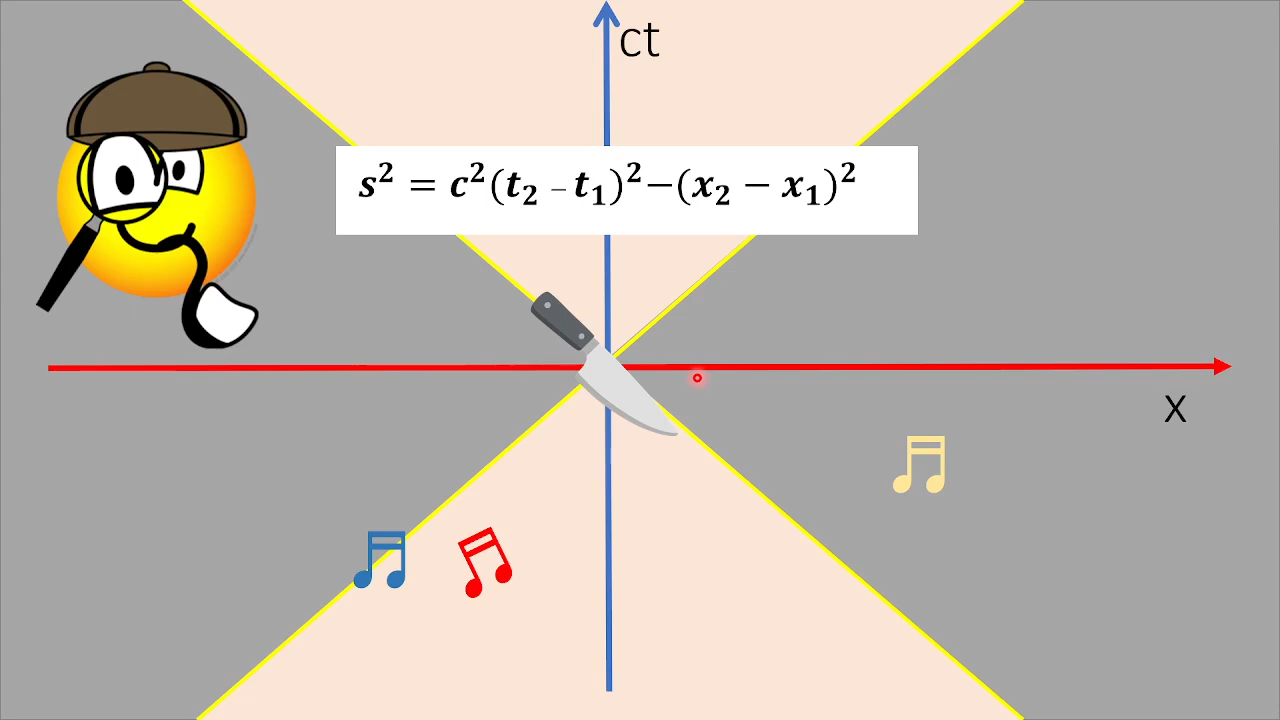 ct
s² = c²(t₂ – t₁)²−(x₂ − x₁)²
x